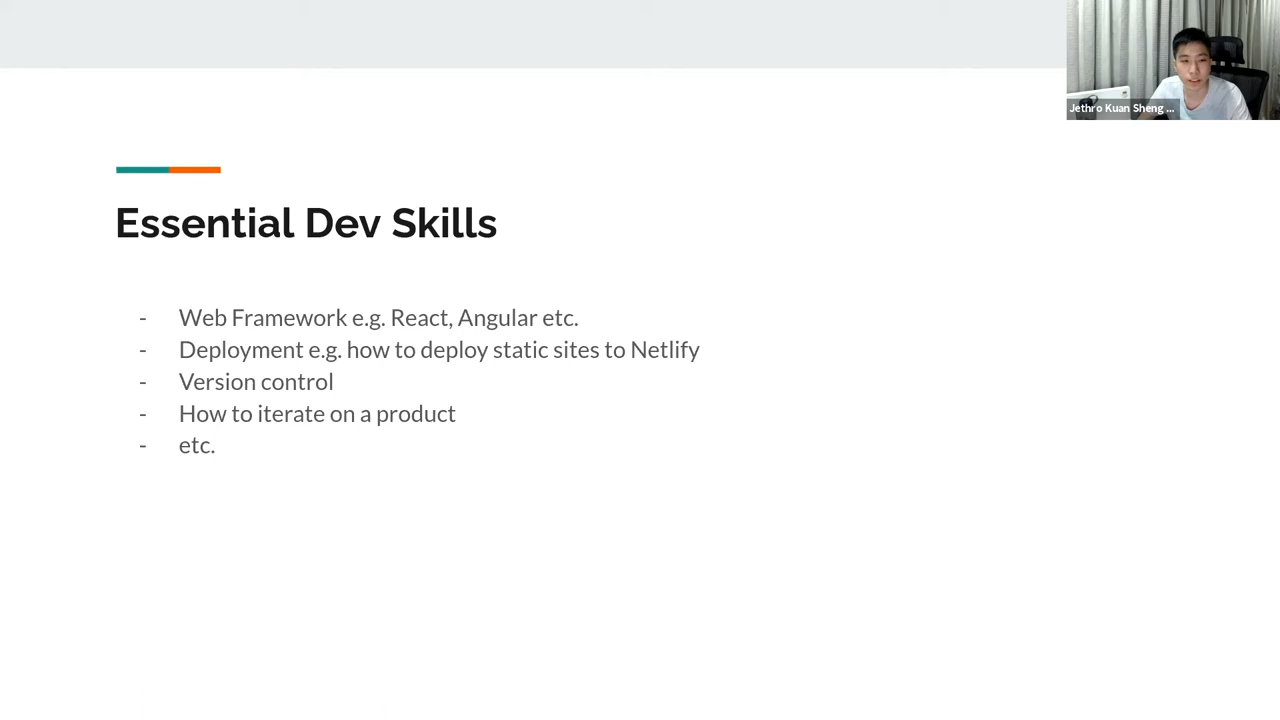 Jethro Kuan Sheng ...
Essential Dev Skills
- Web Framework e.g. React, Angular etc.
- Deployment e.g. how to deploy static sites to Netlify
- Version control
- How to iterate on a product
- etc.